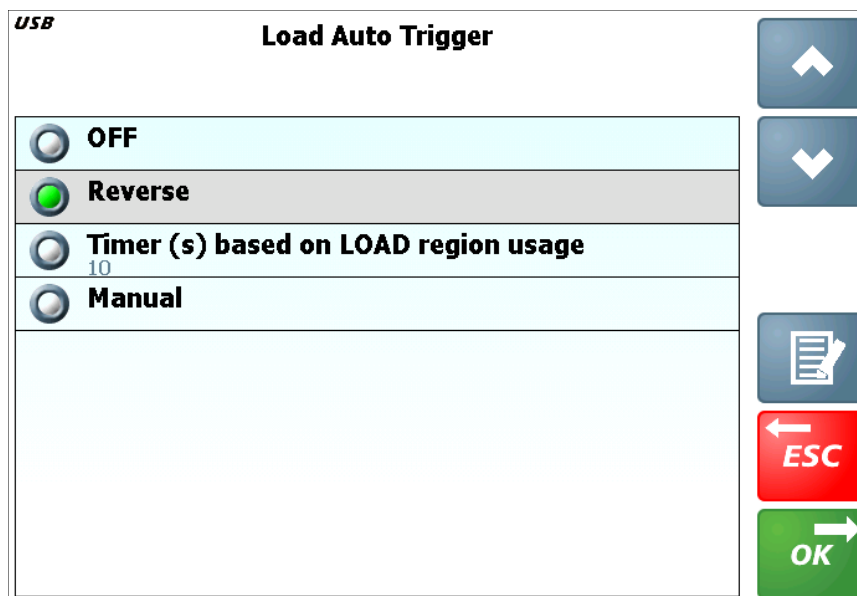 USB
Load Auto Trigger
OFF
Reverse
Timer (s) based on LOAD region usage
10
Manual
ESC
OK